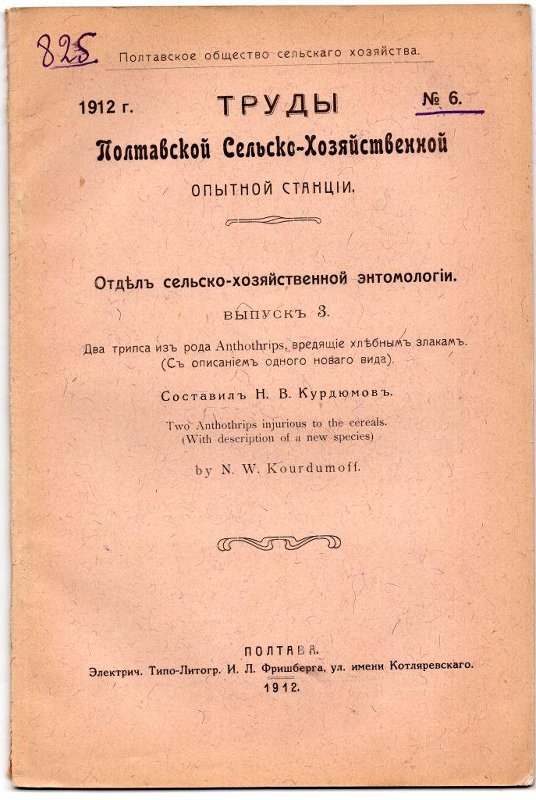 825
Полтавское общество сельскаго хозяйства.
1912 г. ТРУДЫ № 6.
Полтавской Сельско-Хозяйственной
ОПЫТНОЙ СТАНЦІИ.
Отдѣлъ сельско-хозяйственной энтомологіи.
ВЫПУСКЪ 3.
Два трипса изъ рода Anthothrips, вредящіе хлѣбнымъ злакамъ.
(Съ описаніемъ одного новаго вида).
Составилъ Н. В. Курдюмовъ.
Two Anthothrips injurious to the cereals.
(With description of a new species)
by N. W. Kourdumoff.
ПОЛТАВА.
Электрич. Типо-Литогр. И. Л. Фришберга, ул. имени Котляревскаго.
1912.